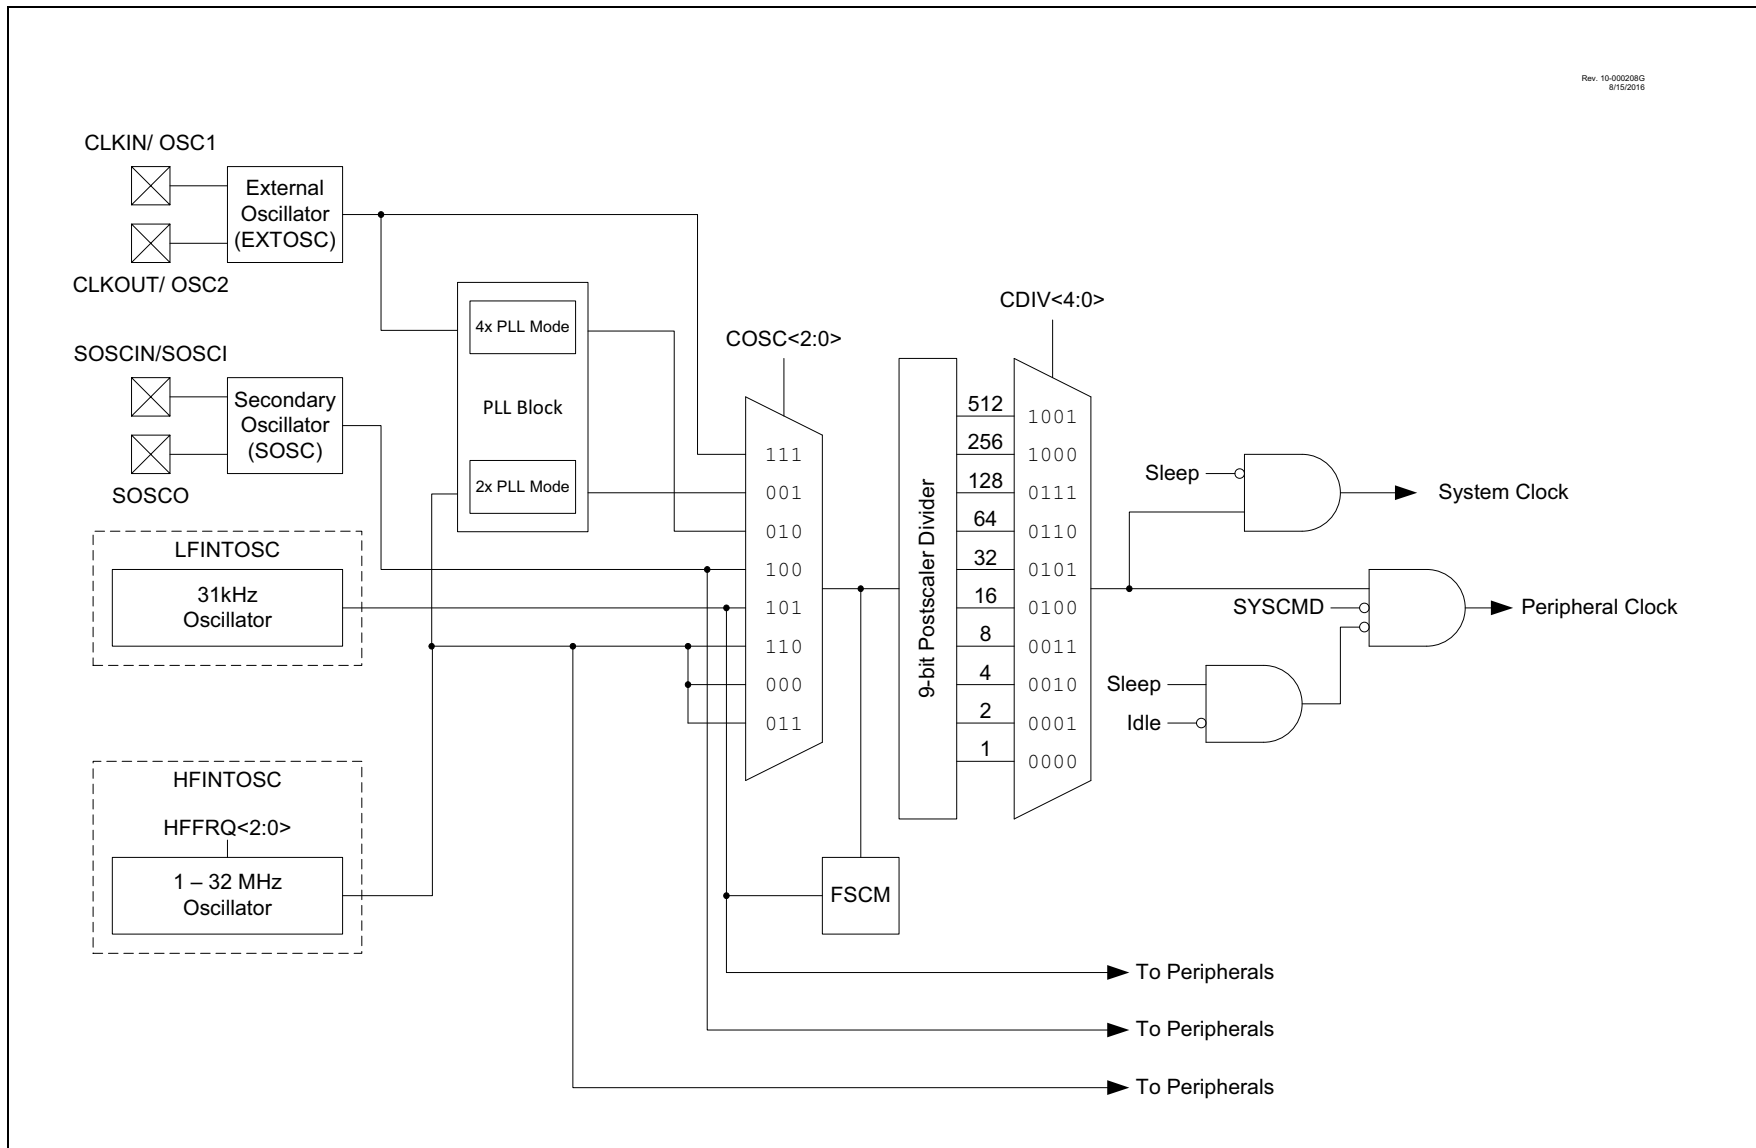 Rev. 10-000208G
8/15/2016
CLKIN/ OSC1
External
Oscillator
(EXTOSC)
CLKOUT/ OSC2
SOSCIN/SOSCI
Secondary
Oscillator
(SOSC)
SOSCO
LFINTOSC
31kHz
Oscillator
HFINTOSC
HFFRQ<2:0>
1 – 32 MHz
Oscillator
4x PLL Mode
PLL Block
2x PLL Mode
COSC<2:0>
111
001
010
100
101
110
000
011
FSCM
9-bit Postscaler Divider
512
256
128
64
32
16
8
4
2
1
CDIV<4:0>
1001
1000
0111
0110
0101
0100
0011
0010
0001
0000
Sleep
System Clock
SYSCMD
Peripheral Clock
Sleep
Idle
To Peripherals
To Peripherals
To Peripherals